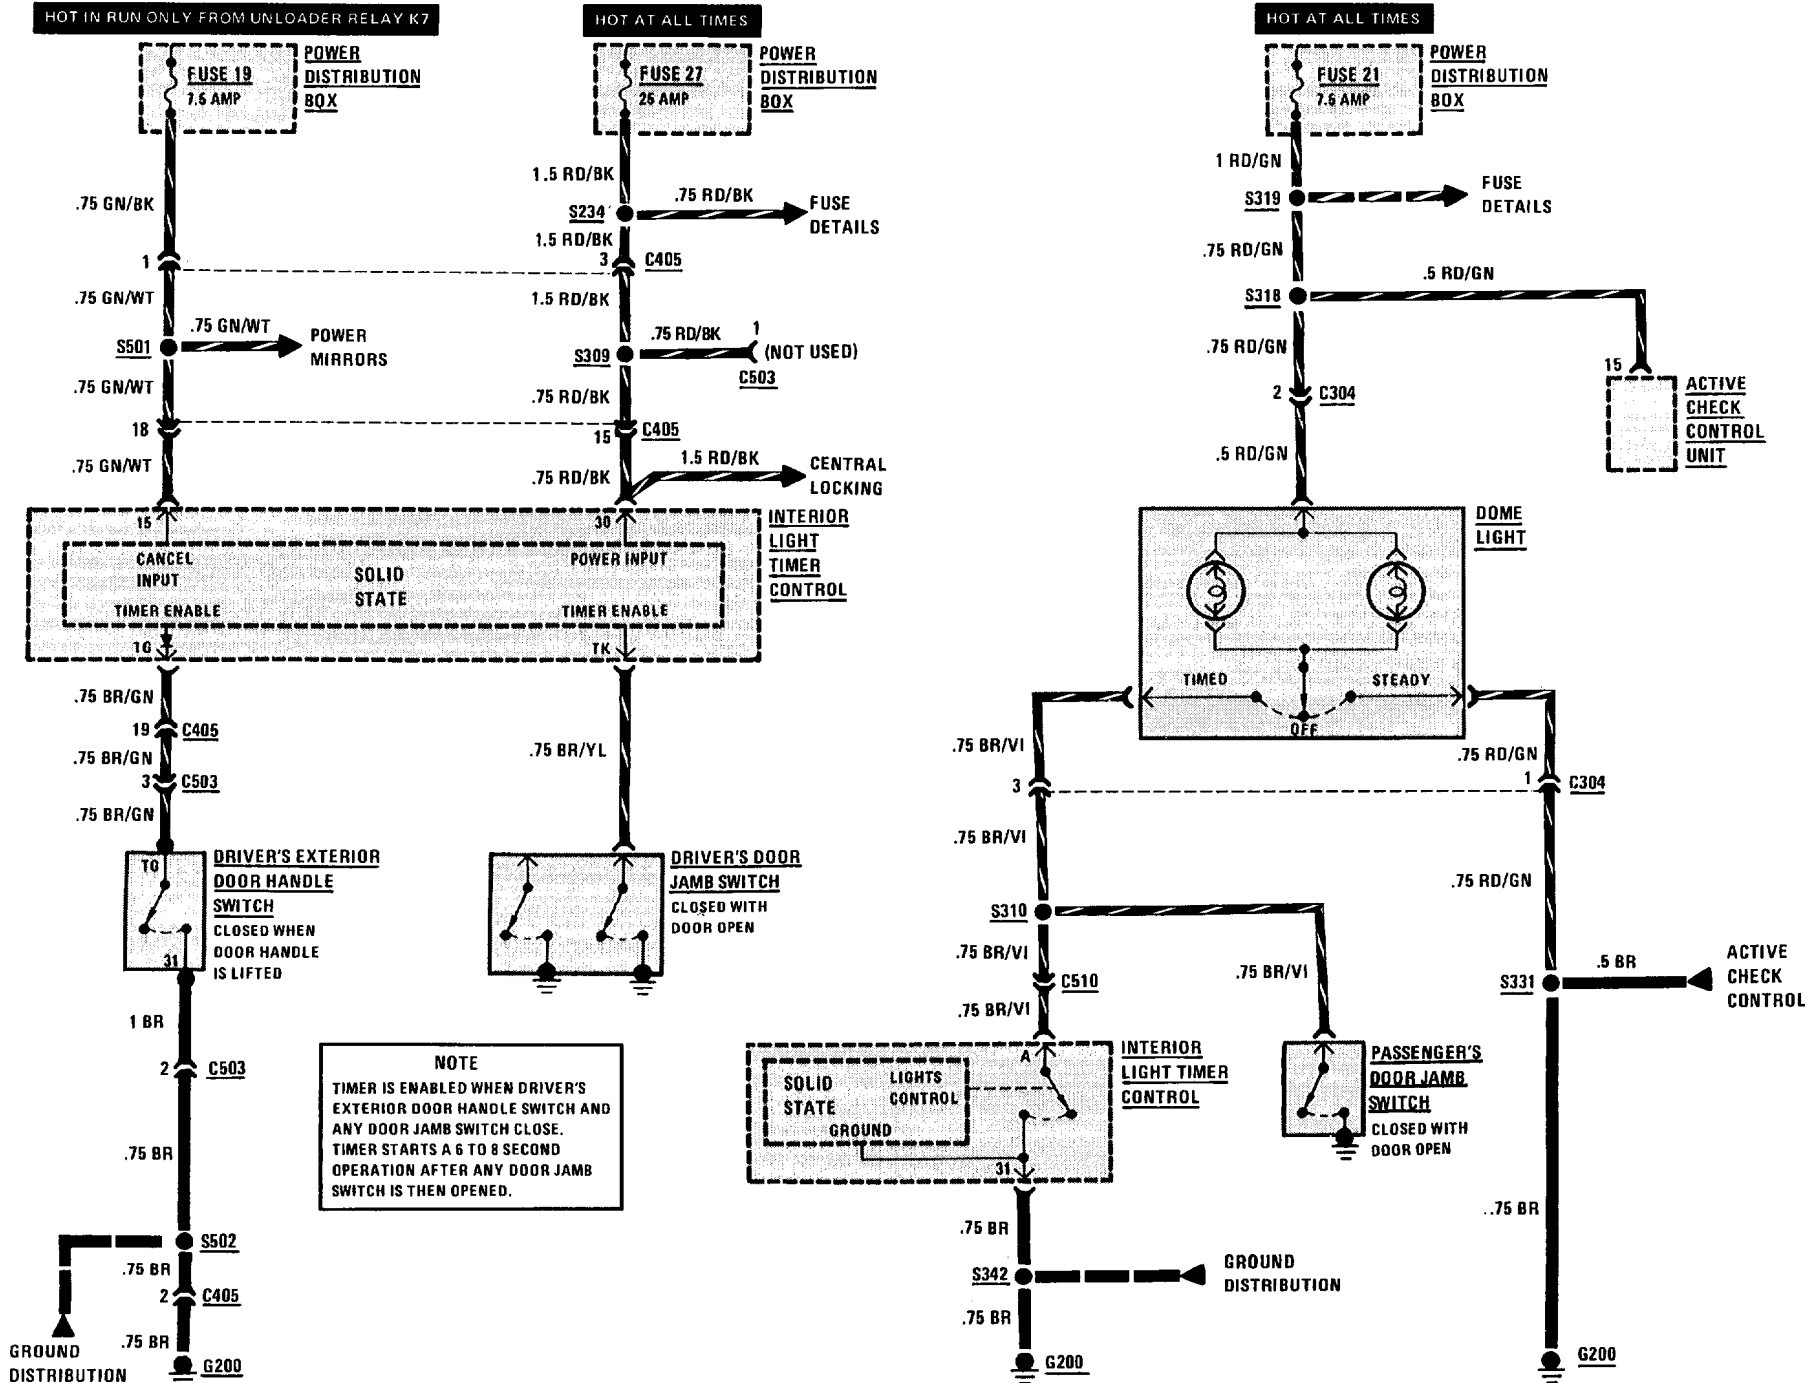 HOT IN RUN ONLY FROM UNLOADER RELAY K7
HOT AT ALL TIMES
HOT AT ALL TIMES
FUSE 19
7.5 AMP
POWER
DISTRIBUTION
BOX
FUSE 27
25 AMP
POWER
DISTRIBUTION
BOX
FUSE 21
7.5 AMP
POWER
DISTRIBUTION
BOX
.75 GN/BK
1
.75 GN/WT
S501
.75 GN/WT
POWER
MIRRORS
.75 GN/WT
18
.75 GN/WT
1.5 RD/BK
S234
.75 RD/BK
FUSE
DETAILS
1.5 RD/BK
3
C405
1.5 RD/BK
S309
.75 RD/BK
1
(NOT USED)
C503
.75 RD/BK
15
C405
.75 RD/BK
1.5 RD/BK
CENTRAL
LOCKING
15
30
CANCEL
INPUT
POWER INPUT
SOLID
STATE
TIMER ENABLE
TIMER ENABLE
TG
TK
INTERIOR
LIGHT
TIMER
CONTROL
.75 BR/GN
19
C405
.75 BR/GN
3
C503
.75 BR/GN
TG
31
DRIVER'S EXTERIOR
DOOR HANDLE
SWITCH
CLOSED WHEN
DOOR HANDLE
IS LIFTED
.75 BR/YL
DRIVER'S DOOR
JAMB SWITCH
CLOSED WITH
DOOR OPEN
1 BR
2
C503
.75 BR
S502
.75 BR
2
C405
.75 BR
G200
GROUND
DISTRIBUTION
NOTE
TIMER IS ENABLED WHEN DRIVER'S
EXTERIOR DOOR HANDLE SWITCH AND
ANY DOOR JAMB SWITCH CLOSE.
TIMER STARTS A 6 TO 8 SECOND
OPERATION AFTER ANY DOOR JAMB
SWITCH IS THEN OPENED.
1 RD/GN
S319
FUSE
DETAILS
.75 RD/GN
S318
.5 RD/GN
.75 RD/GN
2
C304
.5 RD/GN
15
ACTIVE
CHECK
CONTROL
UNIT
DOME
LIGHT
TIMED
STEADY
OFF
.75 BR/VI
3
.75 RD/GN
1
C304
.75 BR/VI
.75 RD/GN
S310
.75 BR/VI
.75 BR/VI
C510
.75 BR/VI
S331
.5 BR
ACTIVE
CHECK
CONTROL
A
SOLID
STATE
LIGHTS
CONTROL
GROUND
31
INTERIOR
LIGHT TIMER
CONTROL
PASSENGER'S
DOOR JAMB
SWITCH
CLOSED WITH
DOOR OPEN
.75 BR
S342
GROUND
DISTRIBUTION
.75 BR
G200
..75 BR
G200